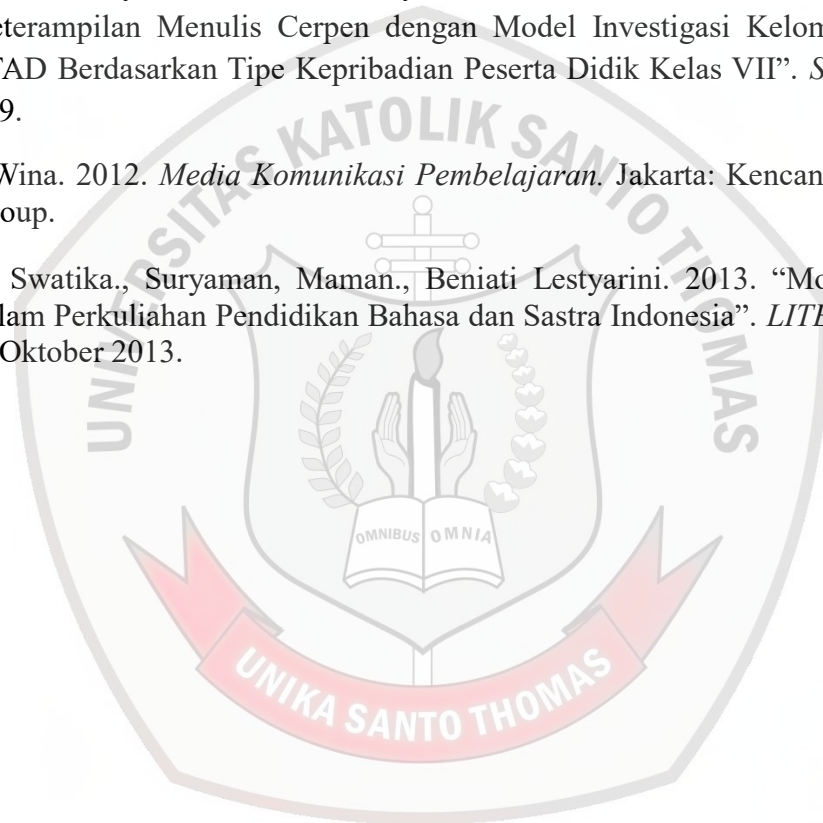 eterampilan Menulis Cerpen dengan Model Investigasi Kelom
TAD Berdasarkan Tipe Kepribadian Peserta Didik Kelas VII”. S
9.
Wina. 2012. Media Komunikasi Pembelajaran. Jakarta: Kencan
oup.
Swatika., Suryaman, Maman., Beniati Lestyarini. 2013. “Mo
lam Perkuliahan Pendidikan Bahasa dan Sastra Indonesia”. LITE
Oktober 2013.
UNIVERSITAS KATOLIK SANTO THOMAS
OMNIBUS OMNIA
UNIKA SANTO THOMAS